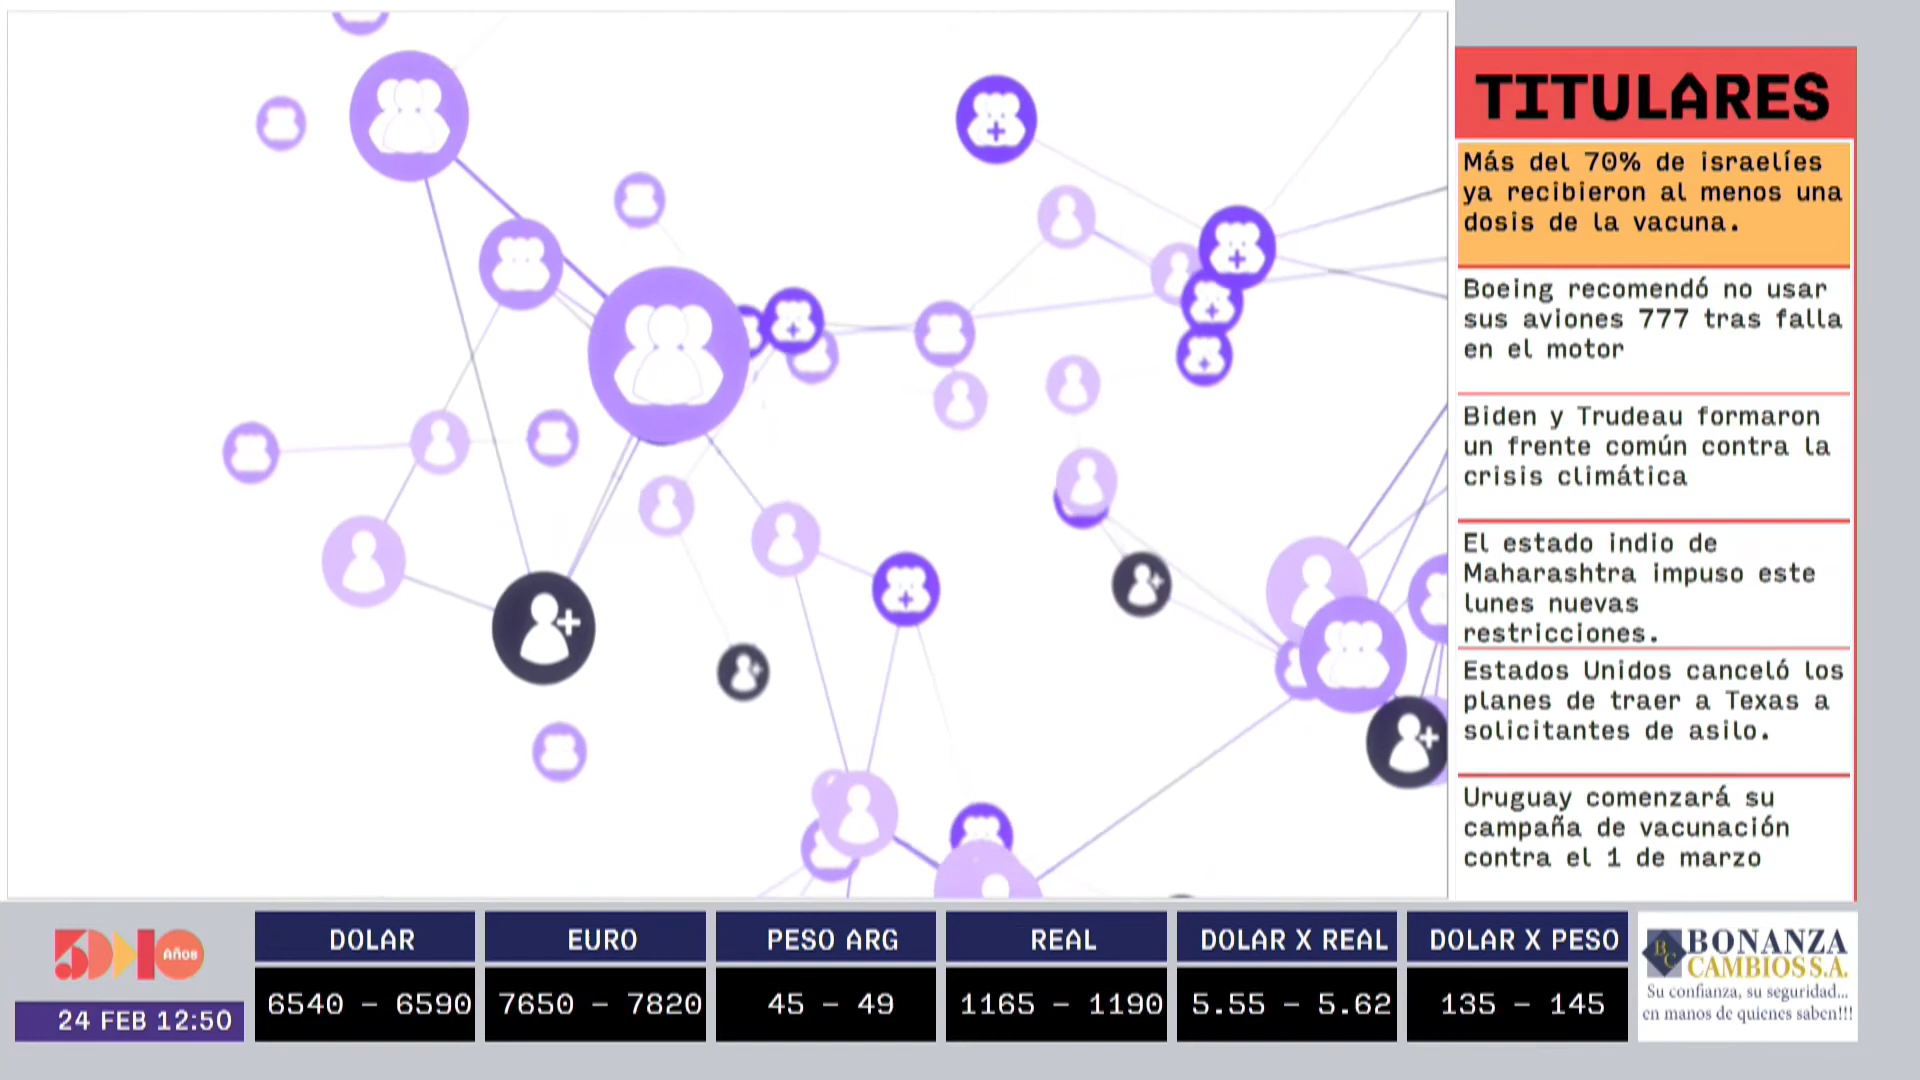 TITULARES
Más del 70% de israelíes
ya recibieron al menos una
dosis de la vacuna.
Boeing recomendó no usar
sus aviones 777 tras falla
en el motor
Biden y Trudeau formaron
un frente común contra la
crisis climática
El estado indio de
Maharashtra impuso este
lunes nuevas
restricciones.
Estados Unidos canceló los
planes de traer a Texas a
solicitantes de asilo.
Uruguay comenzará su
campaña de vacunación
contra el 1 de marzo
Años
24 FEB 12:50
DOLAR
6540 - 6590
EURO
7650 - 7820
PESO ARG
45 - 49
REAL
1165 - 1190
DOLAR X REAL
5.55 - 5.62
DOLAR X PESO
135 - 145
BC
BONANZA
CAMBIOS S.A.
Su confianza, su seguridad...
en manos de quienes saben!!!